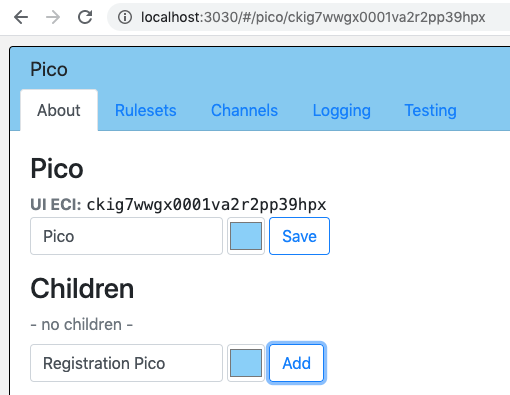 localhost:3030/#/pico/ckig7wwgx0001va2r2pp39hpx
Pico
About Rulesets Channels Logging Testing
Pico
UI ECI: ckig7wwgx0001va2r2pp39hpx
Pico Save
Children
- no children -
Registration Pico Add